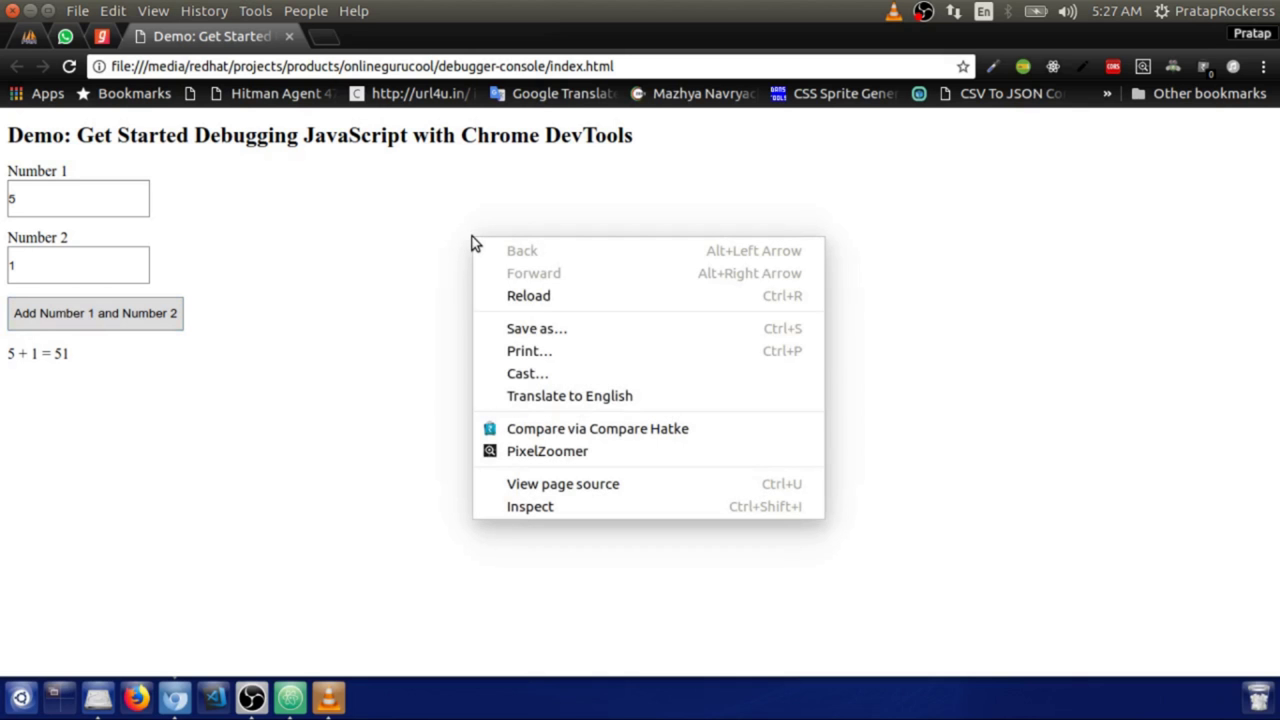 File Edit View History Tools People Help
En 5:27 AM PratapRockerss
Demo: Get Started
Pratap
file:///media/redhat/projects/products/onlinegurucool/debugger-console/index.html
CORS
0
Apps Bookmarks Hitman Agent 47 http://url4u.in/ Google Translat Mazhya Navryac CSS Sprite Gene CSV To JSON Co » Other bookmarks
Demo: Get Started Debugging JavaScript with Chrome DevTools
Number 1
5
Number 2
1
Add Number 1 and Number 2
5 + 1 = 51
Back Alt+Left Arrow
Forward Alt+Right Arrow
Reload Ctrl+R
Save as... Ctrl+S
Print... Ctrl+P
Cast...
Translate to English
Compare via Compare Hatke
PixelZoomer
View page source Ctrl+U
Inspect Ctrl+Shift+I